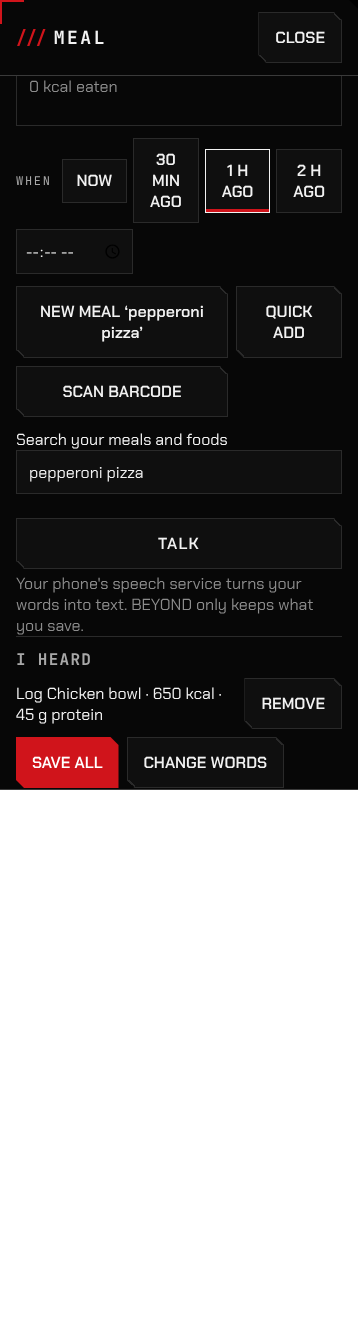 /// MEAL
CLOSE
0 kcal eaten
WHEN
NOW
30
MIN
AGO
1 H
AGO
2 H
AGO
--:-- --
NEW MEAL ‘pepperoni
pizza’
QUICK
ADD
SCAN BARCODE
Search your meals and foods
pepperoni pizza
TALK
Your phone's speech service turns your
words into text. BEYOND only keeps what
you save.
I HEARD
Log Chicken bowl · 650 kcal ·
45 g protein
REMOVE
SAVE ALL
CHANGE WORDS